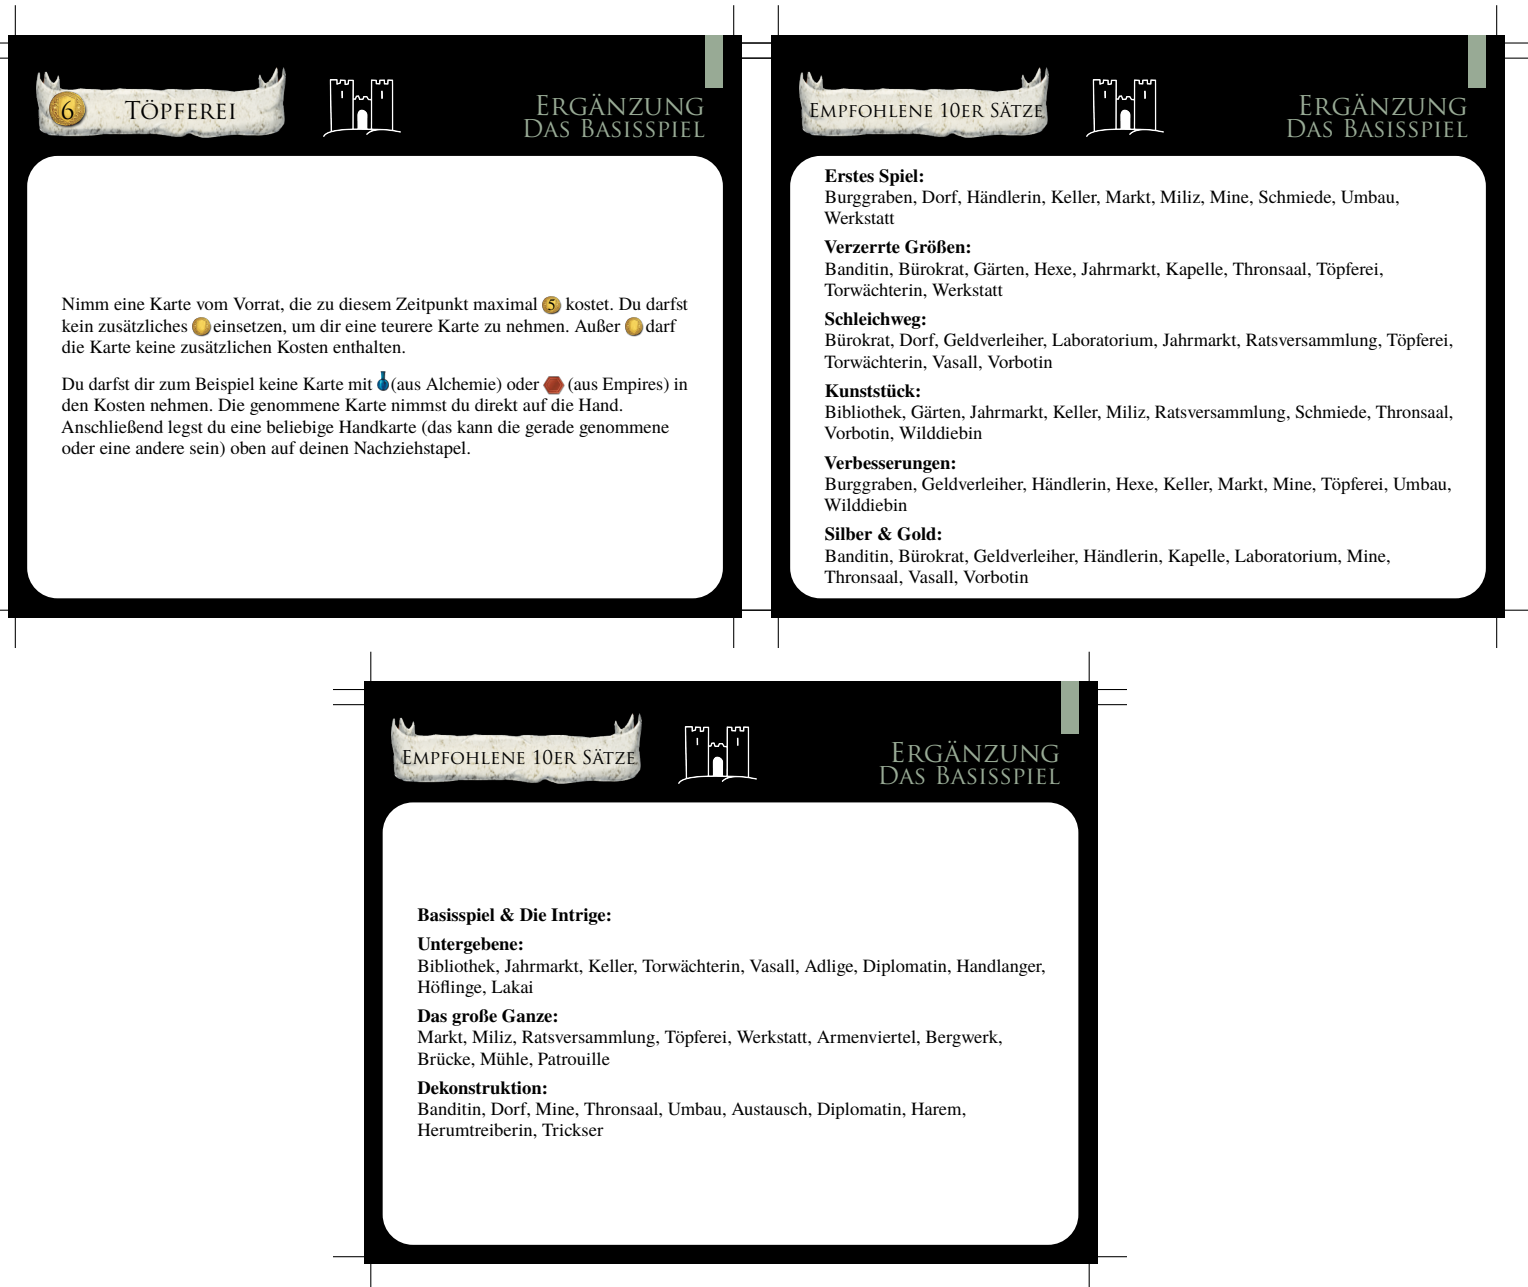 6 TÖPFEREI
ERGÄNZUNG
DAS BASISSPIEL
Nimm eine Karte vom Vorrat, die zu diesem Zeitpunkt maximal 5 kostet. Du darfst
kein zusätzliches einsetzen, um dir eine teurere Karte zu nehmen. Außer darf
die Karte keine zusätzlichen Kosten enthalten.
Du darfst dir zum Beispiel keine Karte mit (aus Alchemie) oder (aus Empires) in
den Kosten nehmen. Die genommene Karte nimmst du direkt auf die Hand.
Anschließend legst du eine beliebige Handkarte (das kann die gerade genommene
oder eine andere sein) oben auf deinen Nachziehstapel.
EMPFOHLENE 10ER SÄTZE
ERGÄNZUNG
DAS BASISSPIEL
Erstes Spiel:
Burggraben, Dorf, Händlerin, Keller, Markt, Miliz, Mine, Schmiede, Umbau,
Werkstatt
Verzerrte Größen:
Banditin, Bürokrat, Gärten, Hexe, Jahrmarkt, Kapelle, Thronsaal, Töpferei,
Torwächterin, Werkstatt
Schleichweg:
Bürokrat, Dorf, Geldverleiher, Laboratorium, Jahrmarkt, Ratsversammlung, Töpferei,
Torwächterin, Vasall, Vorbotin
Kunststück:
Bibliothek, Gärten, Jahrmarkt, Keller, Miliz, Ratsversammlung, Schmiede, Thronsaal,
Vorbotin, Wilddiebin
Verbesserungen:
Burggraben, Geldverleiher, Händlerin, Hexe, Keller, Markt, Mine, Töpferei, Umbau,
Wilddiebin
Silber & Gold:
Banditin, Bürokrat, Geldverleiher, Händlerin, Kapelle, Laboratorium, Mine,
Thronsaal, Vasall, Vorbotin
EMPFOHLENE 10ER SÄTZE
ERGÄNZUNG
DAS BASISSPIEL
Basisspiel & Die Intrige:
Untergebene:
Bibliothek, Jahrmarkt, Keller, Torwächterin, Vasall, Adlige, Diplomatin, Handlanger,
Höflinge, Lakai
Das große Ganze:
Markt, Miliz, Ratsversammlung, Töpferei, Werkstatt, Armenviertel, Bergwerk,
Brücke, Mühle, Patrouille
Dekonstruktion:
Banditin, Dorf, Mine, Thronsaal, Umbau, Austausch, Diplomatin, Harem,
Herumtreiberin, Trickser